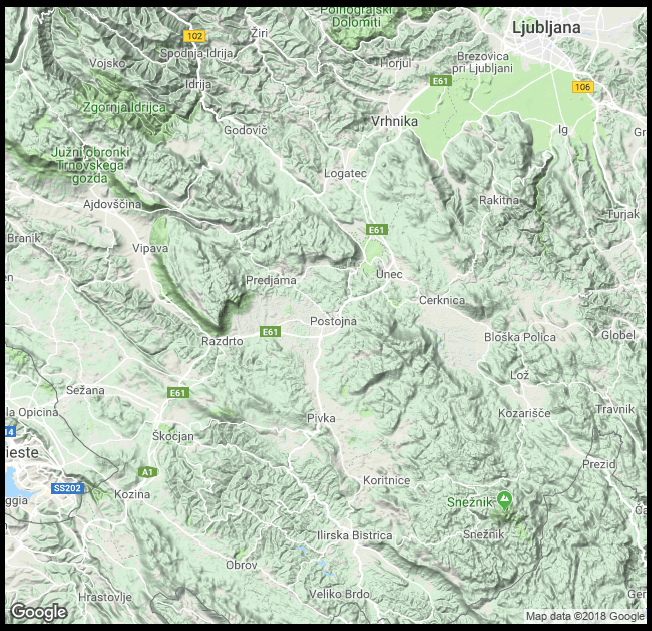 Polhograjski
Dolomiti
Ljubljana
102
Žiri
Spodnja Idrija
Vojsko
Horjul
Brezovica
pri Ljubljani
E61
106
Idrija
Zgornja Idrijca
Godovič
Vrhnika
Ig
Južni obronki
Trnovskega
gozda
Logatec
Rakitna
Ajdovščina
Turjak
E61
Branik
Vipava
Unec
Predjama
Cerknica
Postojna
E61
Razdrto
Bloška Polica
Globel
Lož
Sežana
E61
la Opicina
Pivka
Kozarišče
Travnik
Škocjan
ieste
Prezid
A1
SS202
Kozina
Koritnice
ggia
Snežnik
Ilirska Bistrica
Snežnik
Obrov
Hrastovlje
Veliko Brdo
Google
Map data ©2018 Google